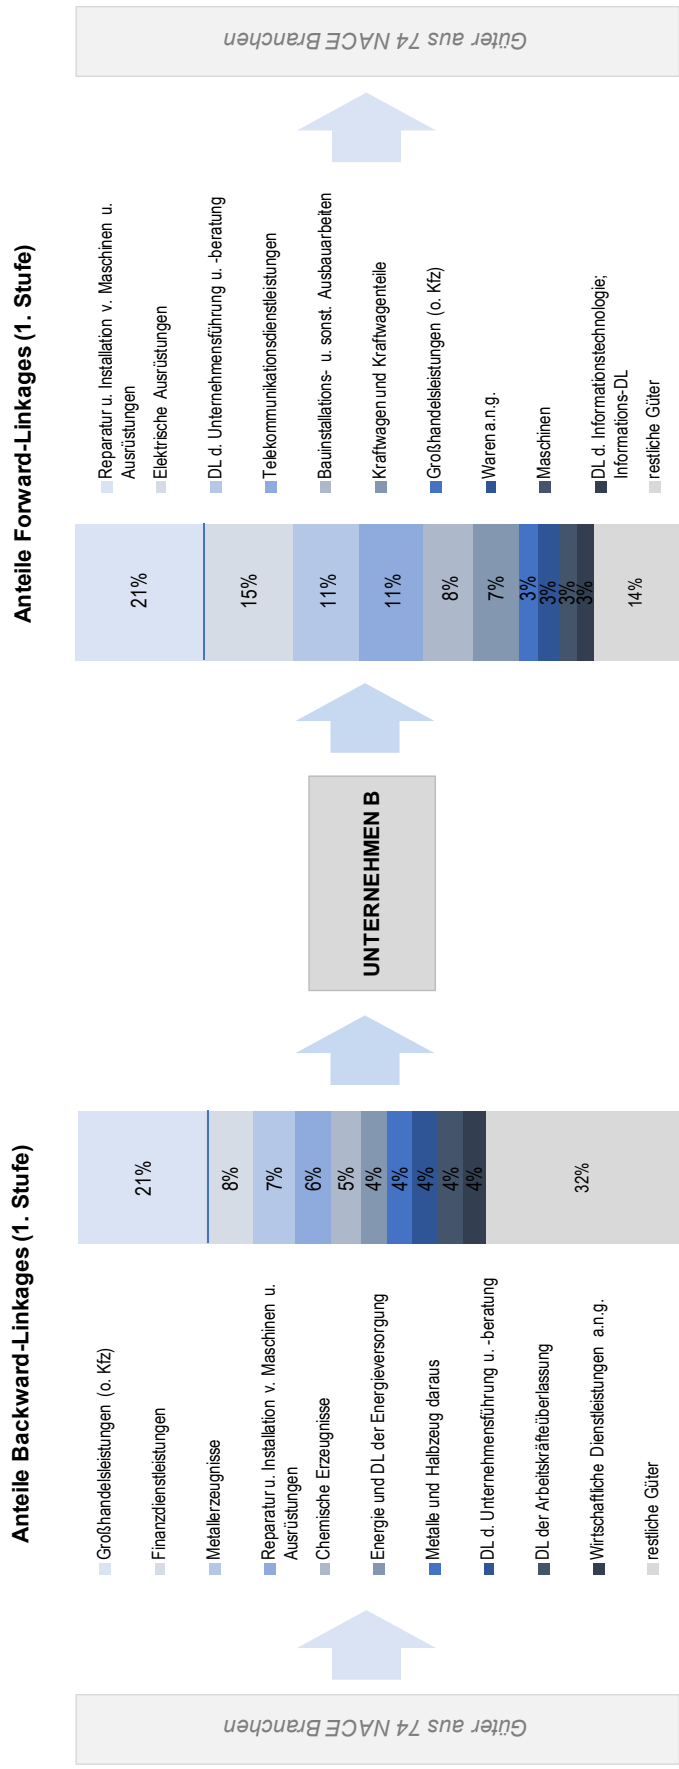 Anteile Backward-Linkages (1. Stufe)
Güter aus 74 NACE Branchen
Großhandelsleistungen (o. Kfz)
Finanzdienstleistungen
Metallerzeugnisse
Reparatur u. Installation v. Maschinen u.
Ausrüstungen
Chemische Erzeugnisse
Energie und DL der Energieversorgung
Metalle und Halbzeug daraus
DL d. Unternehmensführung u. -beratung
DL der Arbeitskräfteüberlassung
Wirtschaftliche Dienstleistungen a.n.g.
restliche Güter
21%
8%
7%
6%
5%
4%
4%
4%
4%
4%
32%
UNTERNEHMEN B
Anteile Forward-Linkages (1. Stufe)
21%
15%
11%
11%
8%
7%
3%
3%
3%
3%
14%
Reparatur u. Installation v. Maschinen u.
Ausrüstungen
Elektrische Ausrüstungen
DL d. Unternehmensführung u. -beratung
Telekommunikationsdienstleistungen
Bauinstallations- u. sonst. Ausbauarbeiten
Kraftwagen und Kraftwagenteile
Großhandelsleistungen (o. Kfz)
Waren a.n.g.
Maschinen
DL d. Informationstechnologie;
Informations-DL
restliche Güter
Güter aus 74 NACE Branchen